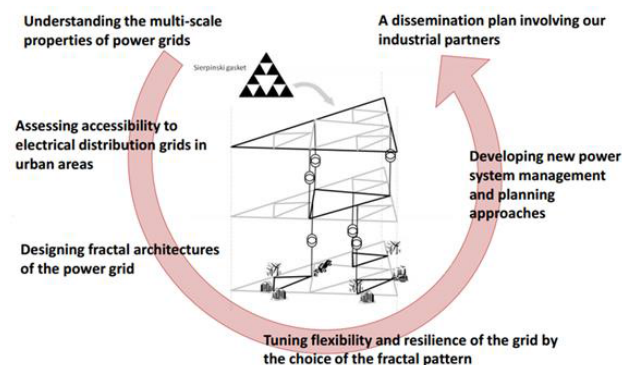 Understanding the multi-scale
properties of power grids
A dissemination plan involving our
industrial partners
Sierpinski gasket
Assessing accessibility to
electrical distribution grids in
urban areas
Developing new power
system management
and planning
approaches
Designing fractal architectures
of the power grid
Tuning flexibility and resilience of the grid by
the choice of the fractal pattern